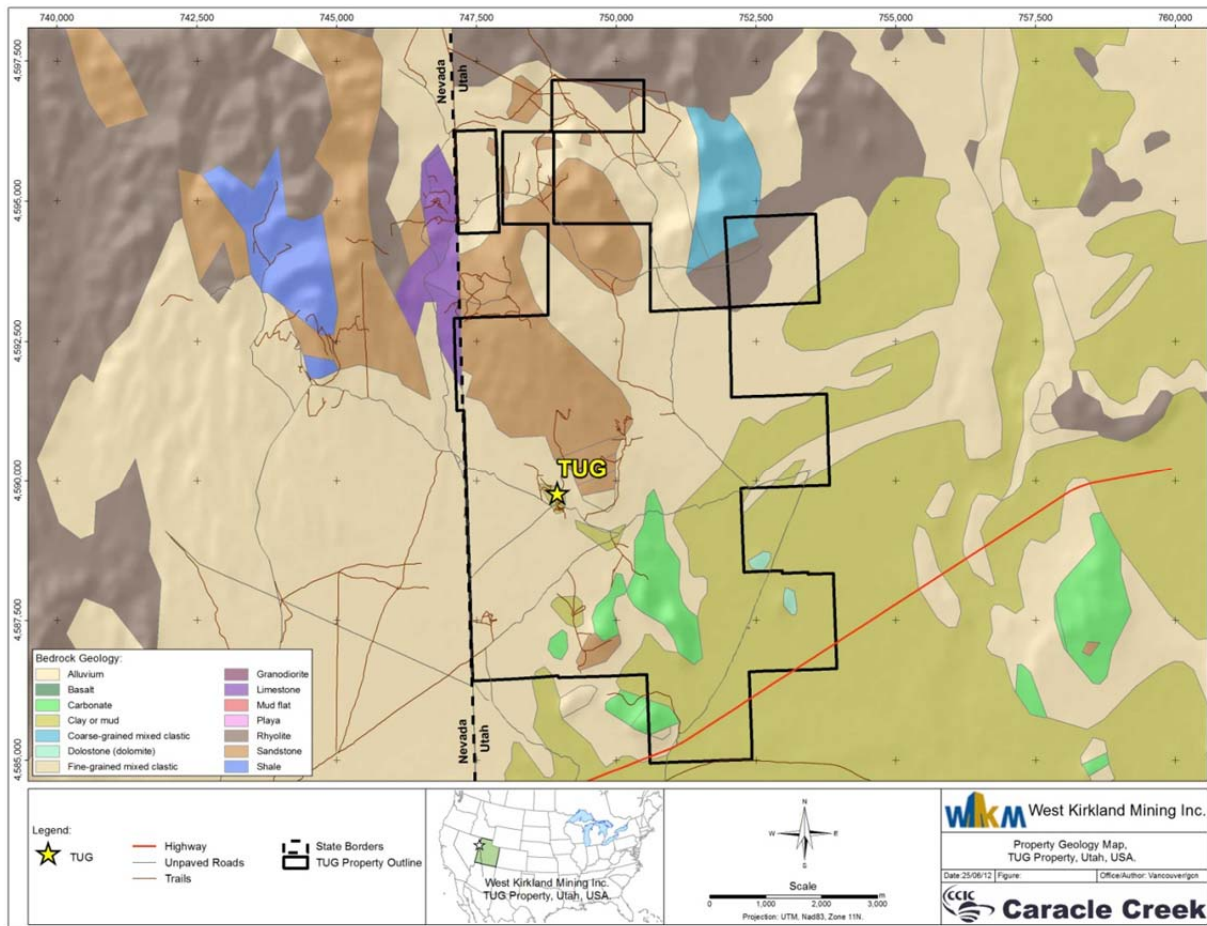 740,000 742,500 745,000 747,500 750,000 752,500 755,000 757,500 760,000
4,597,500
4,595,000
4,592,500
4,590,000
4,587,500
4,585,000
Nevada
Utah
TUG
Nevada
Utah
Bedrock Geology:
Alluvium
Basalt
Carbonate
Clay or mud
Coarse-grained mixed clastic
Dolostone (dolomite)
Fine-grained mixed clastic
Granodiorite
Limestone
Mud flat
Playa
Rhyolite
Sandstone
Shale
Legend:
TUG
Highway
Unpaved Roads
Trails
State Borders
TUG Property Outline
West Kirkland Mining Inc.
TUG Property, Utah, USA.
N
W E
S
Scale
0 1,000 2,000 3,000 m
Projection: UTM, Nad83, Zone 11N.
WKM West Kirkland Mining Inc.
Property Geology Map,
TUG Property, Utah, USA.
Date:25/06/12 Figure: Office/Author: Vancouver/gcn
CCIC Caracle Creek